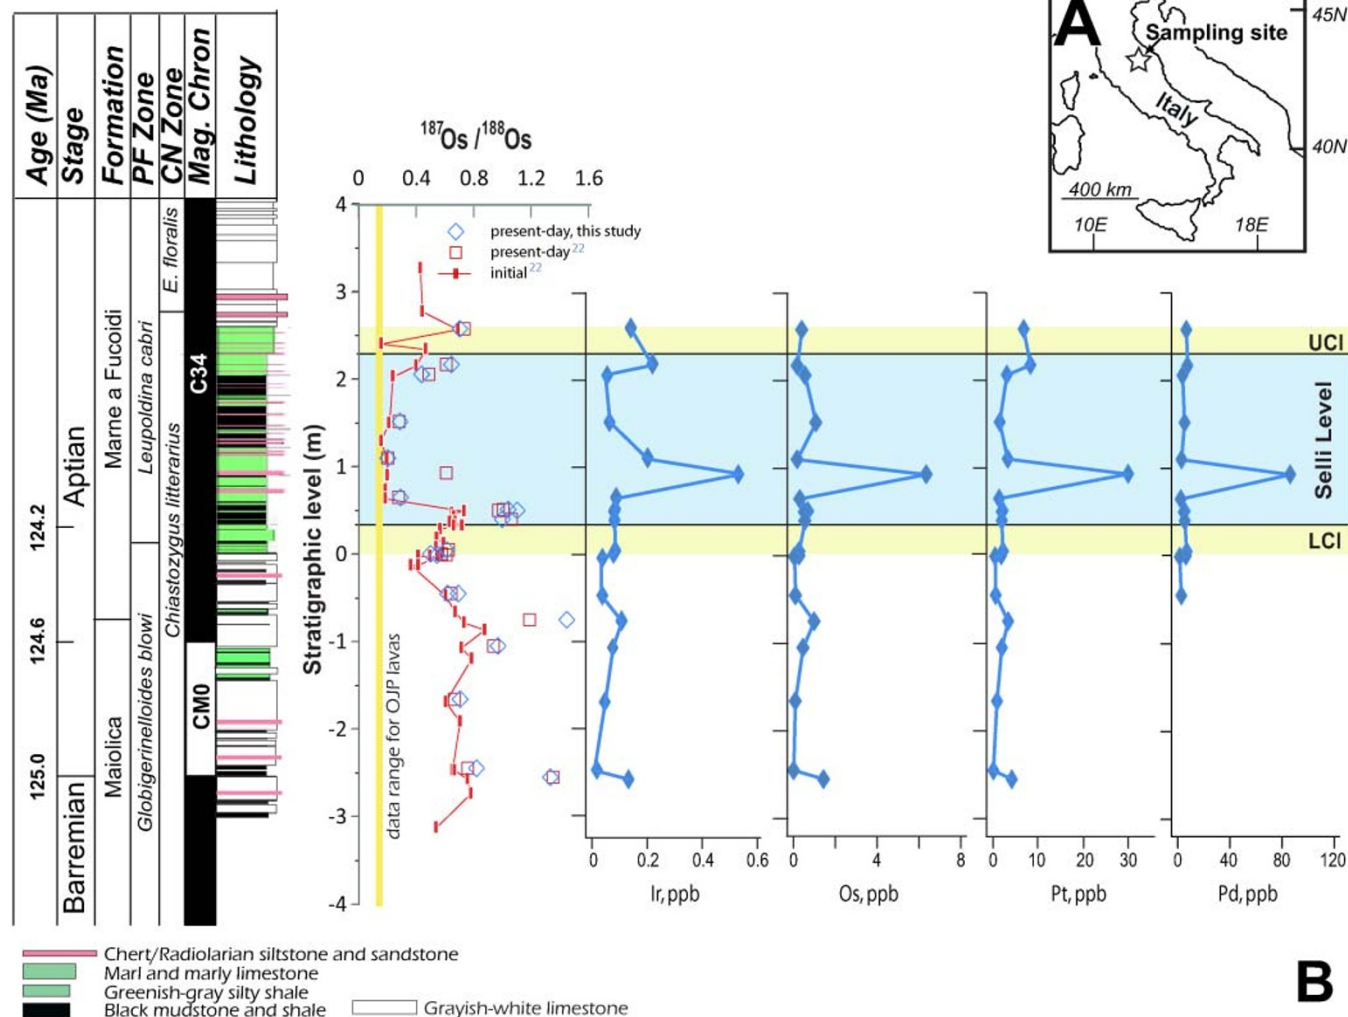 A
45N
Sampling site
Italy
40N
400 km
10E
18E
Age (Ma)
Stage
Formation
PF Zone
CN Zone
Mag. Chron
Lithology
124.2
124.6
125.0
Aptian
Barremian
Marne a Fucoidi
Maiolica
Leupoldina cabri
Globigerinelloides blowi
E. floralis
Chiastozygus litterarius
C34
CM0
187Os / 188Os
0 0.4 0.8 1.2 1.6
present-day, this study
present-day 22
initial 22
Stratigraphic level (m)
4
3
2
1
0
-1
-2
-3
-4
data range for OJP lavas
UCI
Selli Level
LCI
0 0.2 0.4 0.6
Ir, ppb
0 4 8
Os, ppb
0 10 20 30
Pt, ppb
0 40 80 120
Pd, ppb
Chert/Radiolarian siltstone and sandstone
Marl and marly limestone
Greenish-gray silty shale
Black mudstone and shale
Grayish-white limestone
B